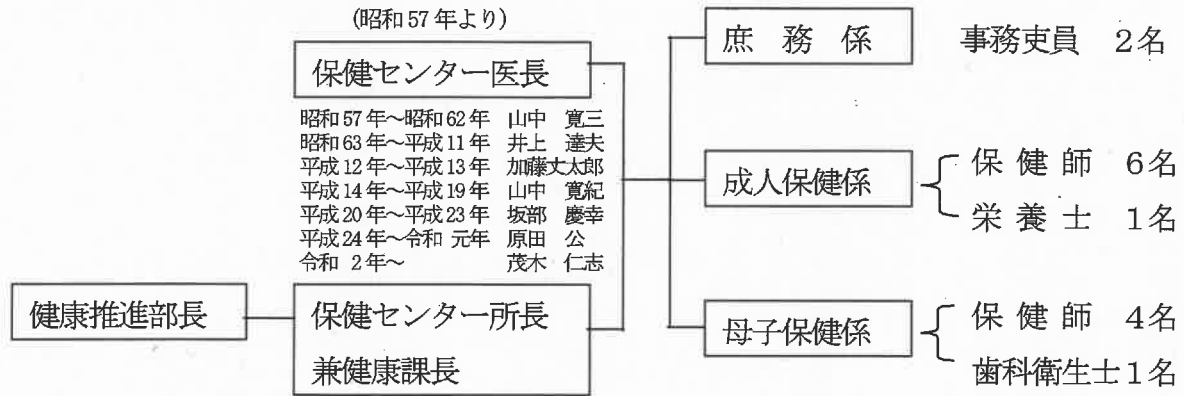 (昭和57年より)
保健センター医長
昭和57年～昭和62年 山中 寛三
昭和63年～平成11年 井上 達夫
平成12年～平成13年 加藤丈太郎
平成14年～平成19年 山中 寛紀
平成20年～平成23年 坂部 慶幸
平成24年～令和 元年 原田 公
令和 2年～ 茂木 仁志
健康推進部長
保健センター所長
兼健康課長
庶務係 事務吏員 2名
成人保健係
保健師 6名
栄養士 1名
母子保健係
保健師 4名
歯科衛生士1名